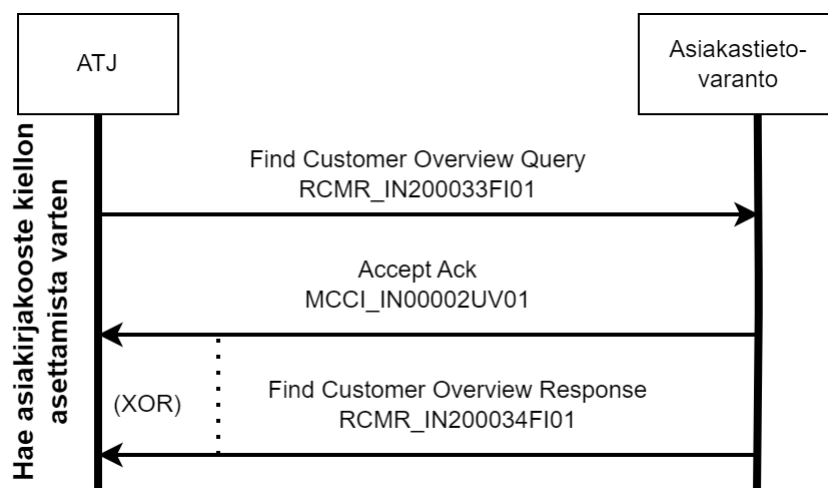 ATJ
Asiakastieto-
varanto
Hae asiakirjakooste kiellon
asettamista varten
Find Customer Overview Query
RCMR_IN200033FI01
Accept Ack
MCCI_IN00002UV01
(XOR)
Find Customer Overview Response
RCMR_IN200034FI01